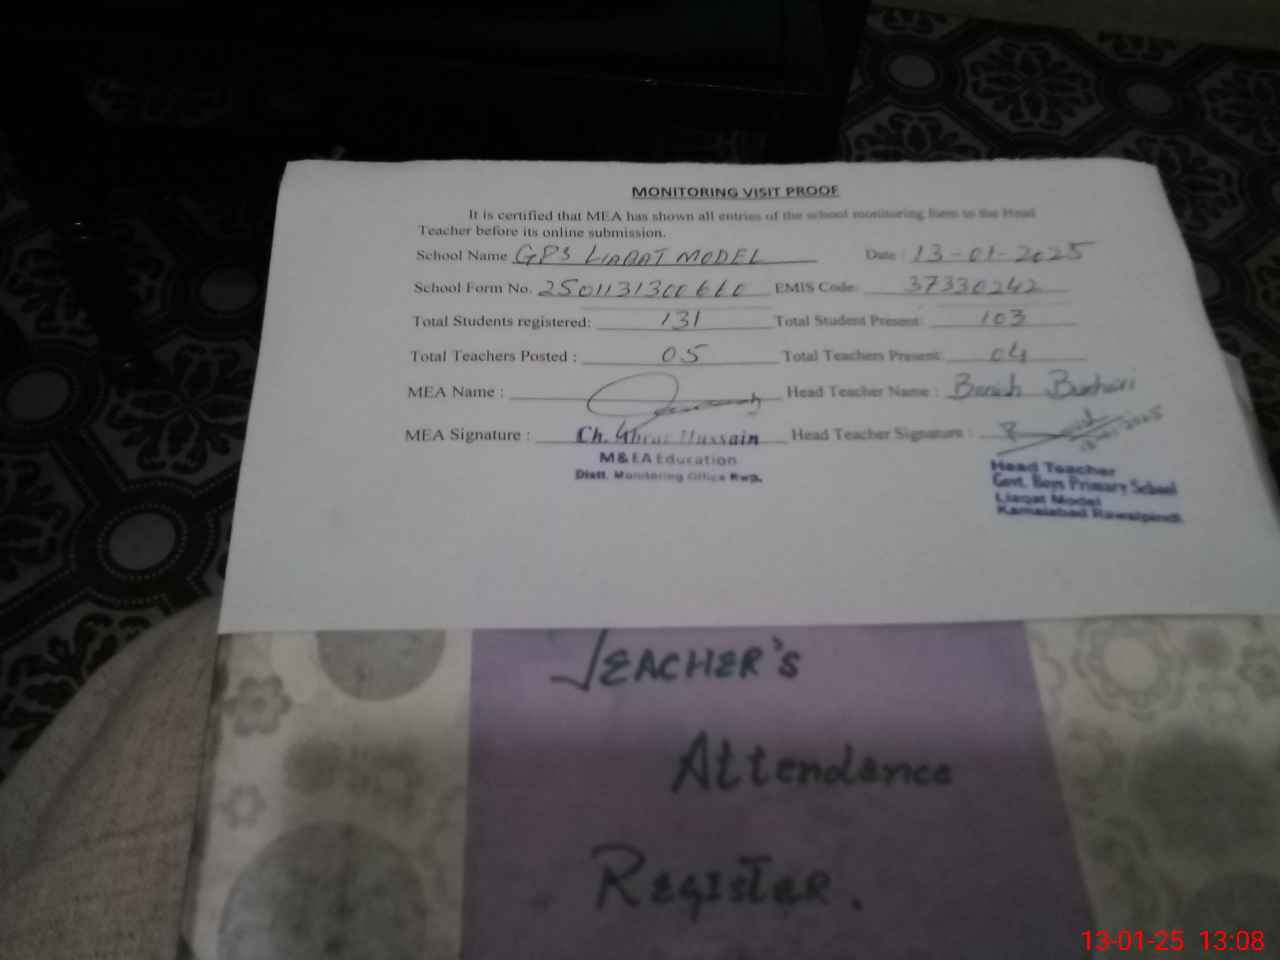 MONITORING VISIT PROOF
It is certified that MEA has shown all entries of the school monitoring form to the Head
Teacher before its online submission.
School Name GPS LIAQAT MODEL Date : 13-01-2025
School Form No. 250113130066 EMIS Code: 37330242
Total Students registered: 131 Total Student Present: 103
Total Teachers Posted : 05 Total Teachers Present: 04
MEA Name : Head Teacher Name :
MEA Signature : Ch. Hussain Head Teacher Signature :
M&EA Education
Distt. Monitoring Office Rwp.
Head Teacher
Govt. Boys Primary School
Liaqat Model
Kamalabad Rawalpindi
TEACHER'S
Attendance
REGISTER.
13-01-25 13:08